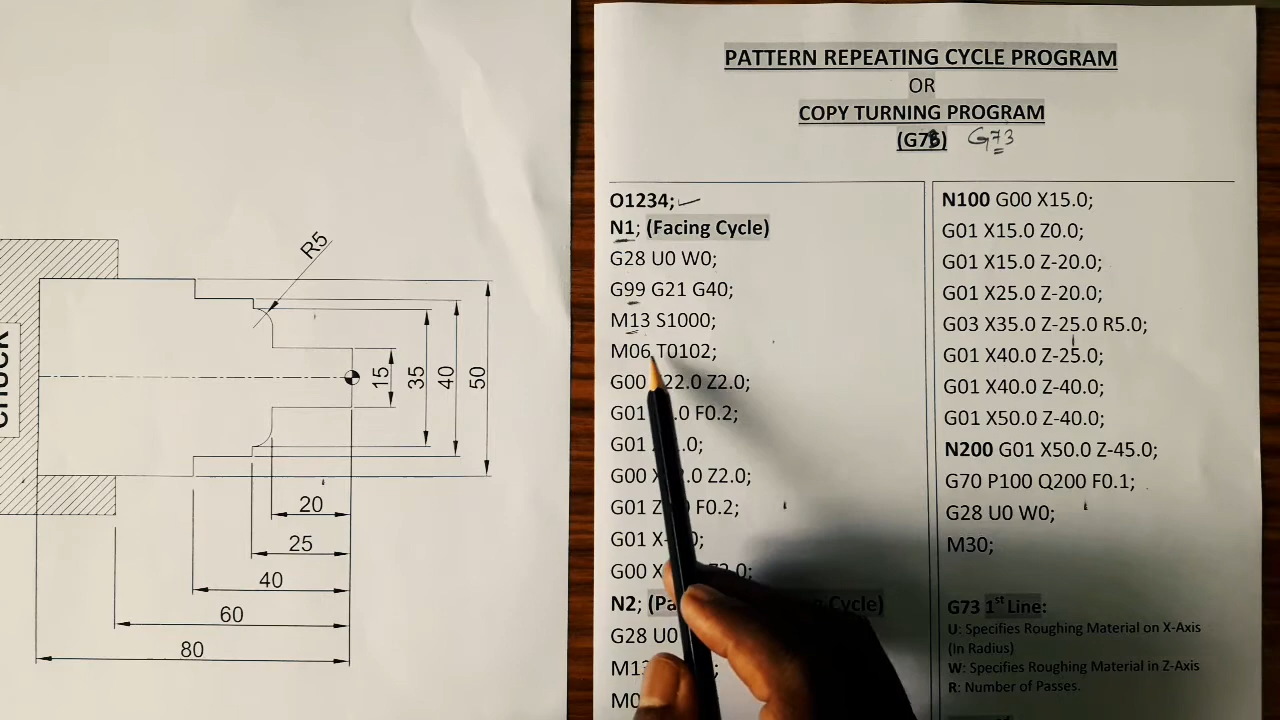 PATTERN REPEATING CYCLE PROGRAM
OR
COPY TURNING PROGRAM
G73
O1234;
N1; (Facing Cycle)
G28 U0 W0;
G99 G21 G40;
M13 S1000;
M06 T0102;
G00 22.0 Z2.0;
G01 .0 F0.2;
G01 .0;
G00 X .0 Z2.0;
G01 Z F0.2;
G01 X- 0;
G00 X Z2.0;
N2; Cycle)
G28 U0
M13
N100 G00 X15.0;
G01 X15.0 Z0.0;
G01 X15.0 Z-20.0;
G01 X25.0 Z-20.0;
G03 X35.0 Z-25.0 R5.0;
G01 X40.0 Z-25.0;
G01 X40.0 Z-40.0;
G01 X50.0 Z-40.0;
N200 G01 X50.0 Z-45.0;
G70 P100 Q200 F0.1;
G28 U0 W0;
M30;
G73 1st Line:
U: Specifies Roughing Material on X-Axis
(In Radius)
W: Specifies Roughing Material in Z-Axis
R: Number of Passes.
R5
CHUCK
15
35
40
50
20
25
40
60
80